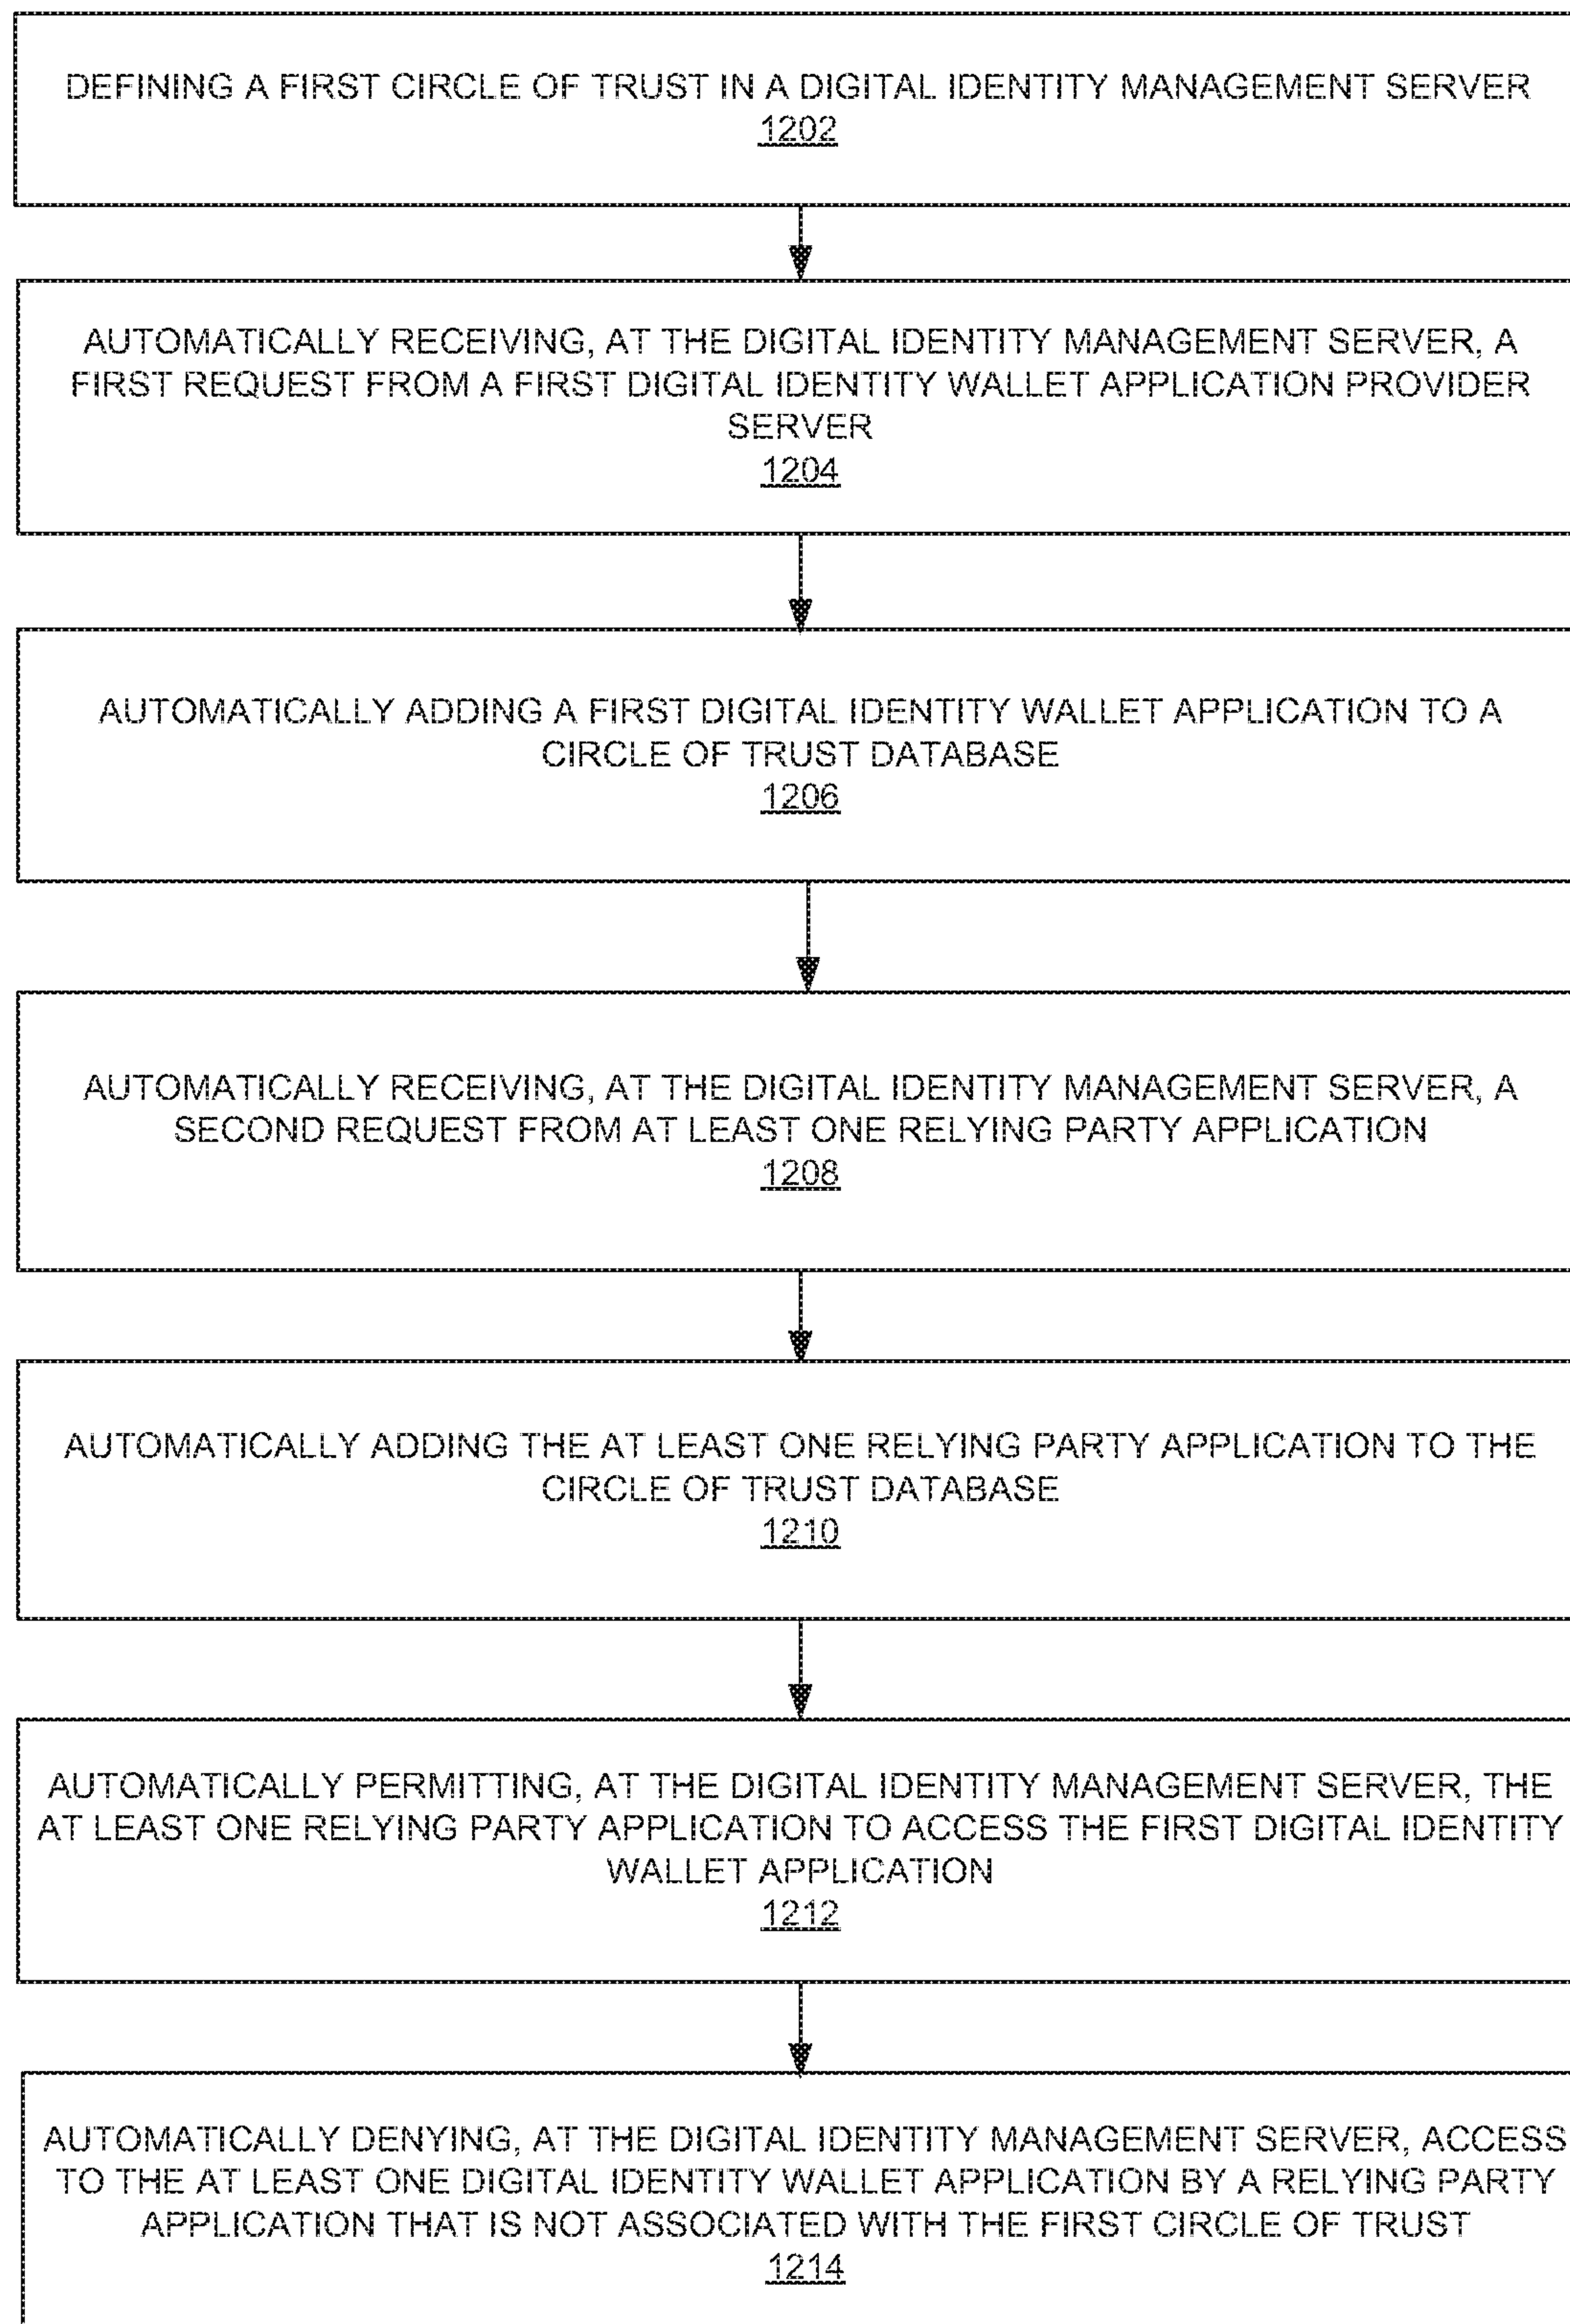 DEFINING A FIRST CIRCLE OF TRUST IN A DIGITAL IDENTITY MANAGEMENT SERVER
1202
AUTOMATICALLY RECEIVING, AT THE DIGITAL IDENTITY MANAGEMENT SERVER, A
FIRST REQUEST FROM A FIRST DIGITAL IDENTITY WALLET APPLICATION PROVIDER
SERVER
1204
AUTOMATICALLY ADDING A FIRST DIGITAL IDENTITY WALLET APPLICATION TO A
CIRCLE OF TRUST DATABASE
1206
AUTOMATICALLY RECEIVING, AT THE DIGITAL IDENTITY MANAGEMENT SERVER, A
SECOND REQUEST FROM AT LEAST ONE RELYING PARTY APPLICATION
1208
AUTOMATICALLY ADDING THE AT LEAST ONE RELYING PARTY APPLICATION TO THE
CIRCLE OF TRUST DATABASE
1210
AUTOMATICALLY PERMITTING, AT THE DIGITAL IDENTITY MANAGEMENT SERVER, THE
AT LEAST ONE RELYING PARTY APPLICATION TO ACCESS THE FIRST DIGITAL IDENTITY
WALLET APPLICATION
1212
AUTOMATICALLY DENYING, AT THE DIGITAL IDENTITY MANAGEMENT SERVER, ACCESS
TO THE AT LEAST ONE DIGITAL IDENTITY WALLET APPLICATION BY A RELYING PARTY
APPLICATION THAT IS NOT ASSOCIATED WITH THE FIRST CIRCLE OF TRUST
1214